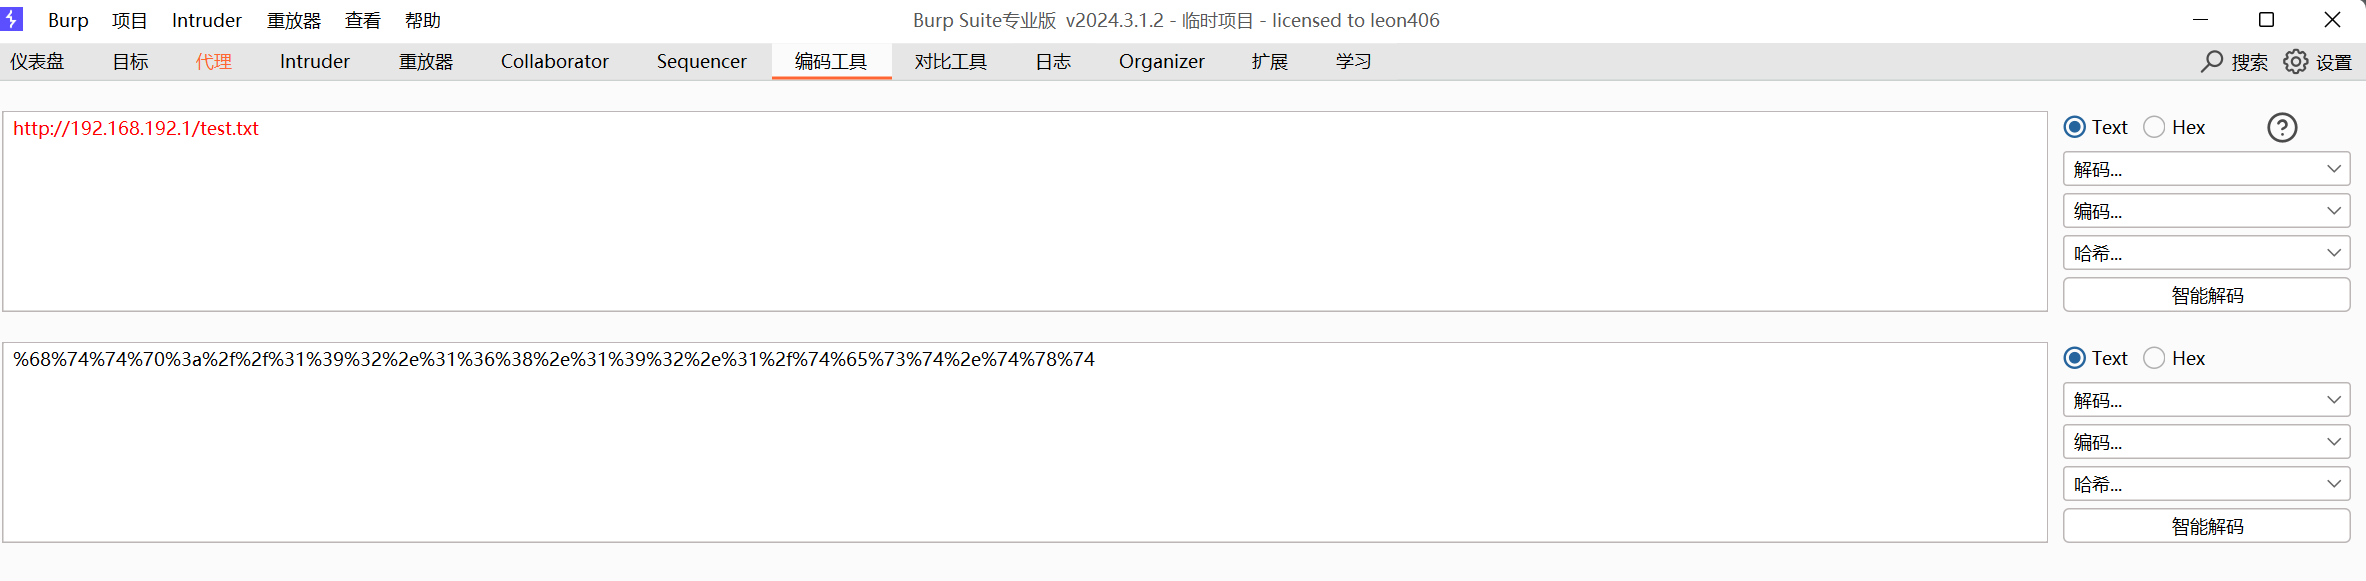 Burp 项目 Intruder 重放器 查看 帮助 Burp Suite专业版 v2024.3.1.2 - 临时项目 - licensed to leon406
仪表盘 目标 代理 Intruder 重放器 Collaborator Sequencer 编码工具 对比工具 日志 Organizer 扩展 学习 搜索 设置
http://192.168.192.1/test.txt
Text Hex ?
解码...
编码...
哈希...
智能解码
%68%74%74%70%3a%2f%2f%31%39%32%2e%31%36%38%2e%31%39%32%2e%31%2f%74%65%73%74%2e%74%78%74
Text Hex
解码...
编码...
哈希...
智能解码